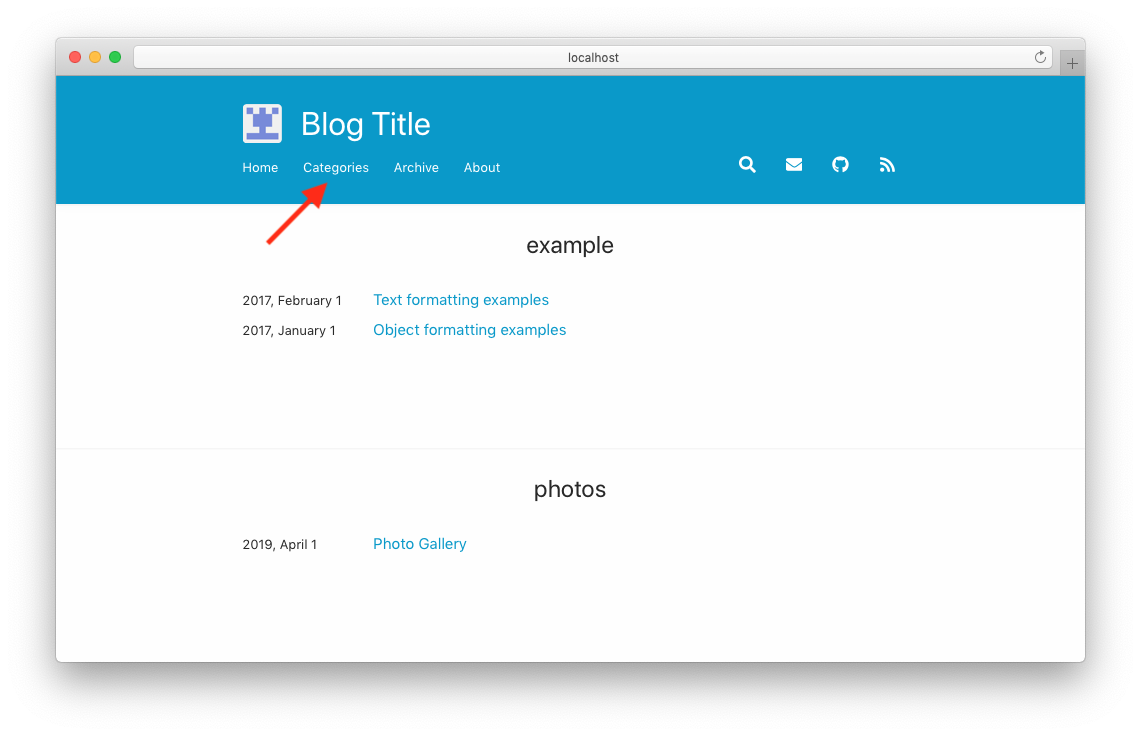 localhost
Blog Title
Home Categories Archive About
example
2017, February 1 Text formatting examples
2017, January 1 Object formatting examples
photos
2019, April 1 Photo Gallery